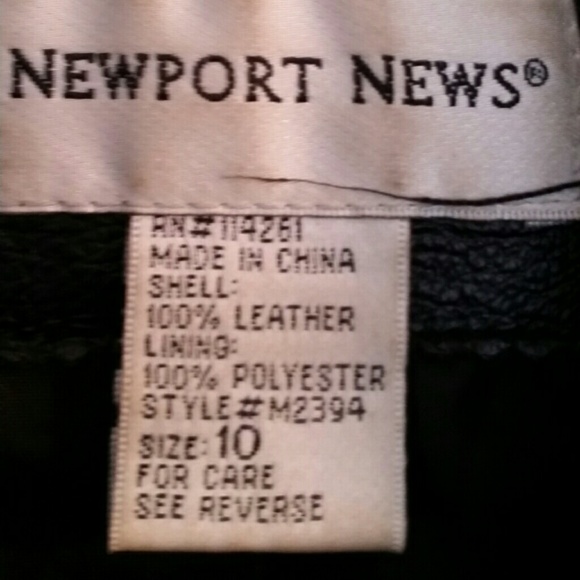 NEWPORT NEWS®
RN#114261
MADE IN CHINA
SHELL:
100% LEATHER
LINING:
100% POLYESTER
STYLE#M2394
SIZE: 10
FOR CARE
SEE REVERSE